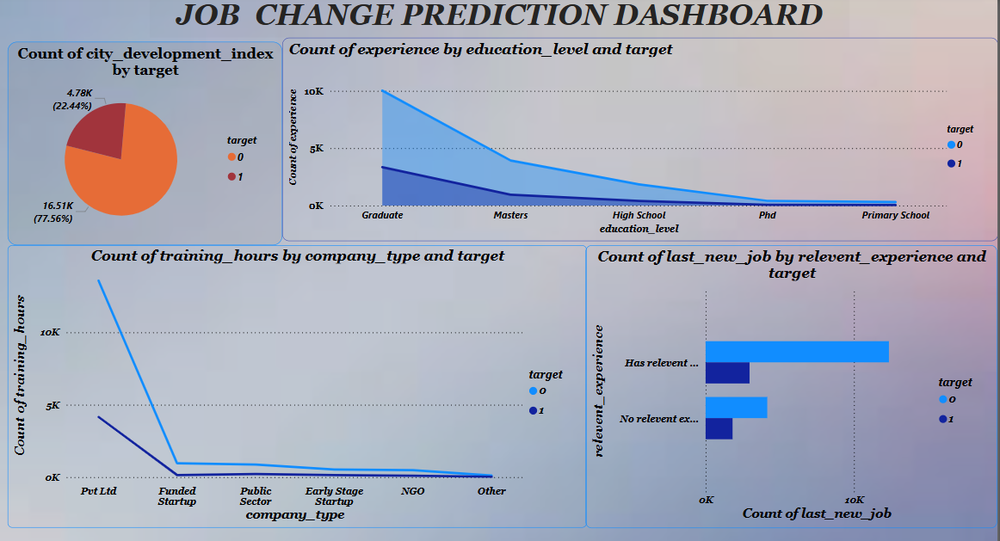 JOB CHANGE PREDICTION DASHBOARD
Count of city_development_index
by target
4.78K
(22.44%)
16.51K
(77.56%)
target
0
1
Count of experience by education_level and target
Count of experience
10K
5K
0K
Graduate
Masters
High School
Phd
Primary School
education_level
target
0
1
Count of training_hours by company_type and target
Count of training_hours
10K
5K
0K
Pvt Ltd
Funded
Startup
Public
Sector
Early Stage
Startup
NGO
Other
company_type
target
0
1
Count of last_new_job by relevent_experience and
target
relevent_experience
Has relevent ...
No relevent ex...
0K
10K
Count of last_new_job
target
0
1